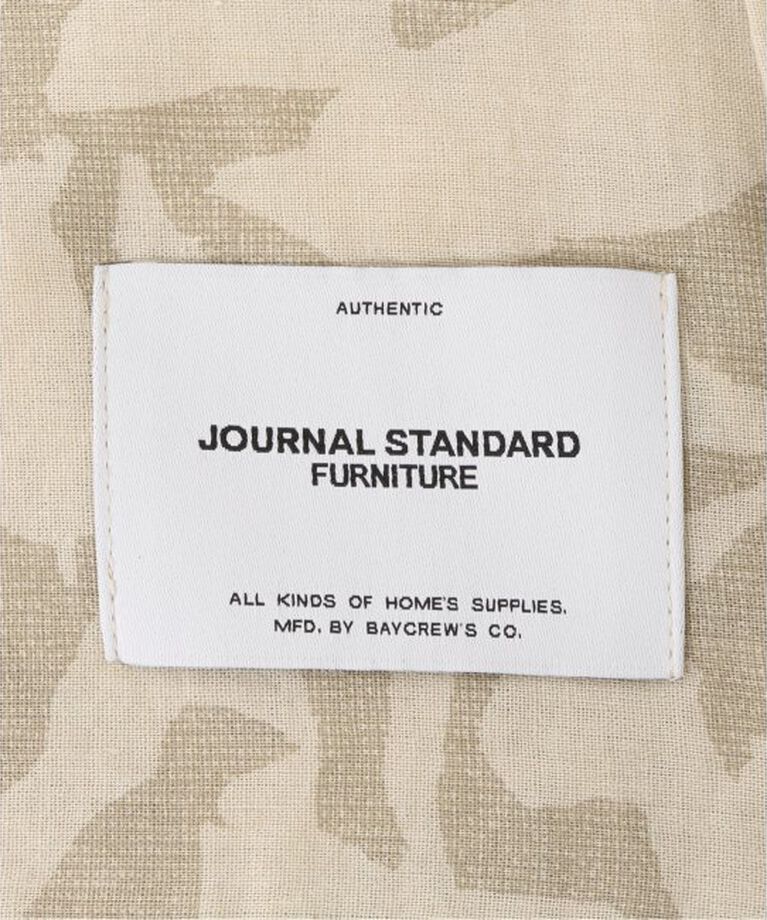 AUTHENTIC
JOURNAL STANDARD
FURNITURE
ALL KINDS OF HOME'S SUPPLIES.
MFD. BY BAYCREW'S CO.